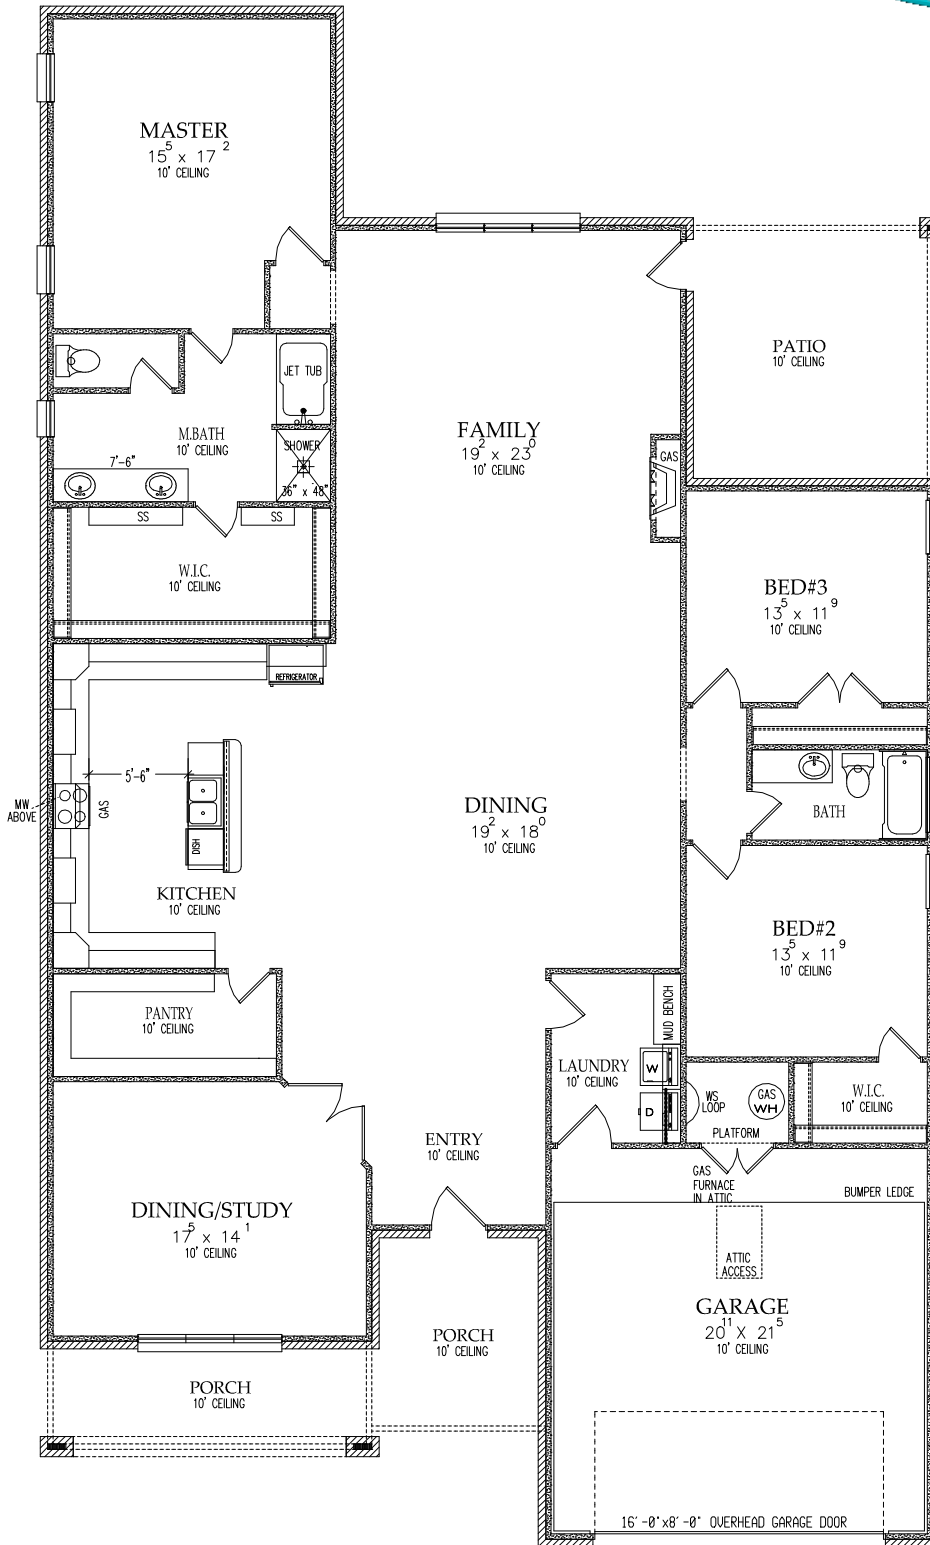 MASTER
15⁵ x 17²
10' CEILING
PATIO
10' CEILING
JET TUB
FAMILY
19² x 23⁰
10' CEILING
M.BATH
10' CEILING
SHOWER
36" x 48"
GAS
7'-6"
SS
SS
W.I.C.
10' CEILING
BED#3
13⁵ x 11⁹
10' CEILING
REFRIGERATOR
5'-6"
MW
ABOVE
GAS
DISH
DINING
19² x 18⁰
10' CEILING
BATH
KITCHEN
10' CEILING
BED#2
13⁵ x 11⁹
10' CEILING
PANTRY
10' CEILING
MUD BENCH
LAUNDRY
10' CEILING
W
D
WS
LOOP
GAS
WH
PLATFORM
W.I.C.
10' CEILING
ENTRY
10' CEILING
GAS
FURNACE
IN ATTIC
BUMPER LEDGE
DINING/STUDY
17⁵ x 14¹
10' CEILING
ATTIC
ACCESS
GARAGE
20¹¹ X 21⁵
10' CEILING
PORCH
10' CEILING
PORCH
10' CEILING
16'-0"x8'-0" OVERHEAD GARAGE DOOR